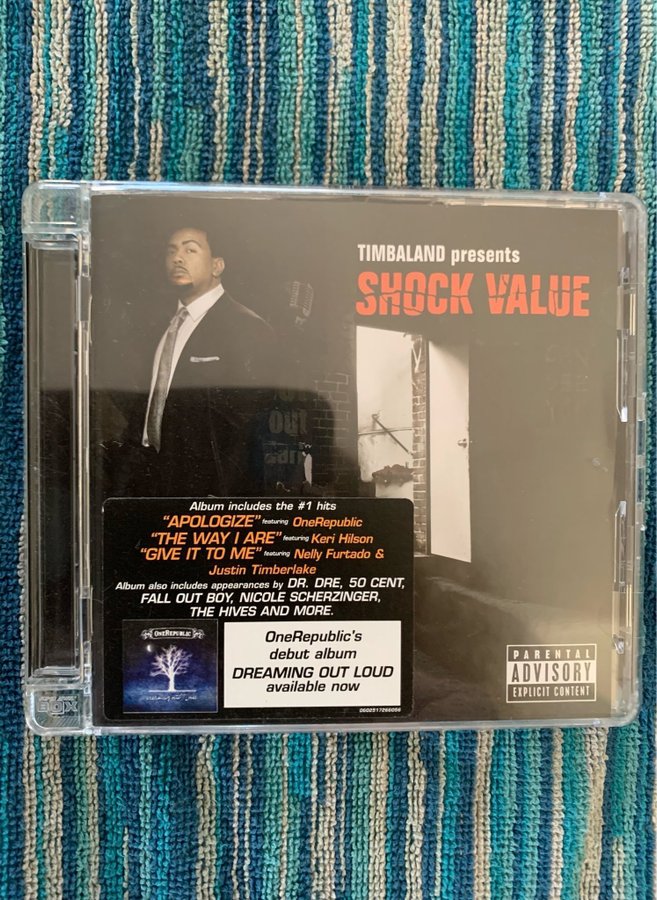 TIMBALAND presents
SHOCK VALUE
out
Album includes the #1 hits
"APOLOGIZE" featuring OneRepublic
"THE WAY I ARE" featuring Keri Hilson
"GIVE IT TO ME" featuring Nelly Furtado &
Justin Timberlake
Album also includes appearances by DR. DRE, 50 CENT,
FALL OUT BOY, NICOLE SCHERZINGER,
THE HIVES AND MORE.
ONEREPUBLIC
OneRepublic's
debut album
DREAMING OUT LOUD
available now
0602517266056
PARENTAL
ADVISORY
EXPLICIT CONTENT